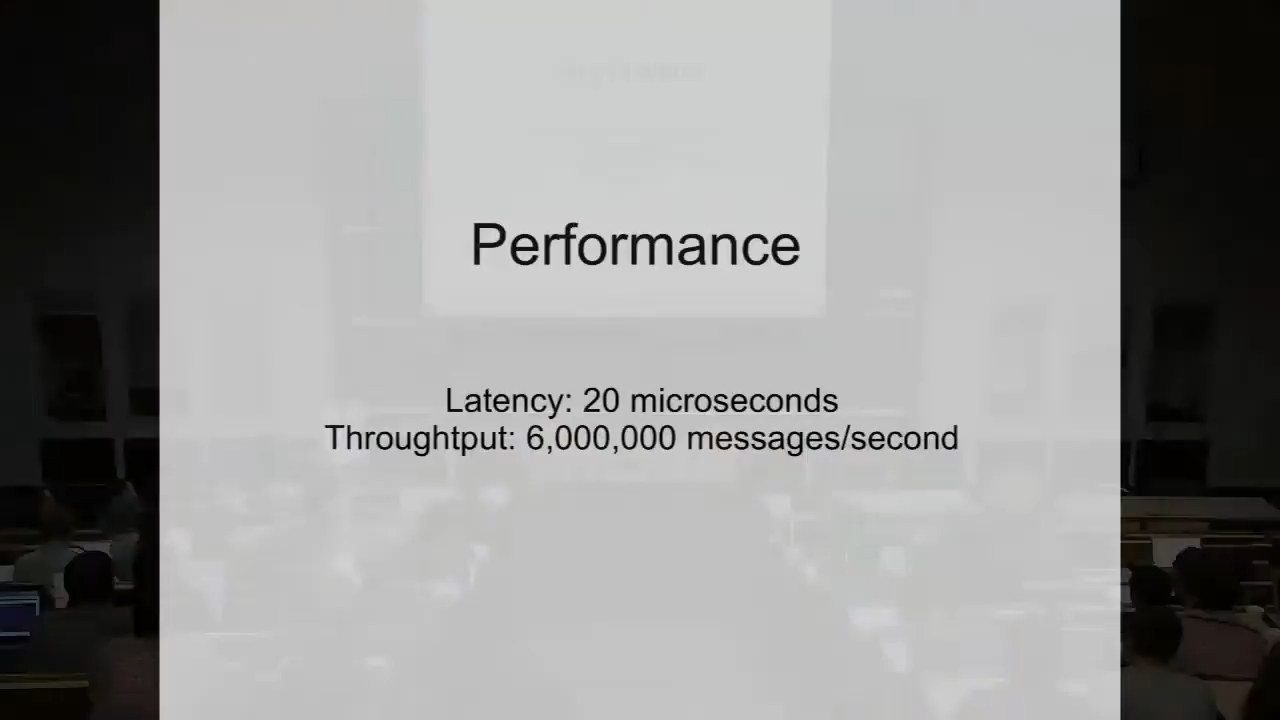 Performance
Latency: 20 microseconds
Throughtput: 6,000,000 messages/second